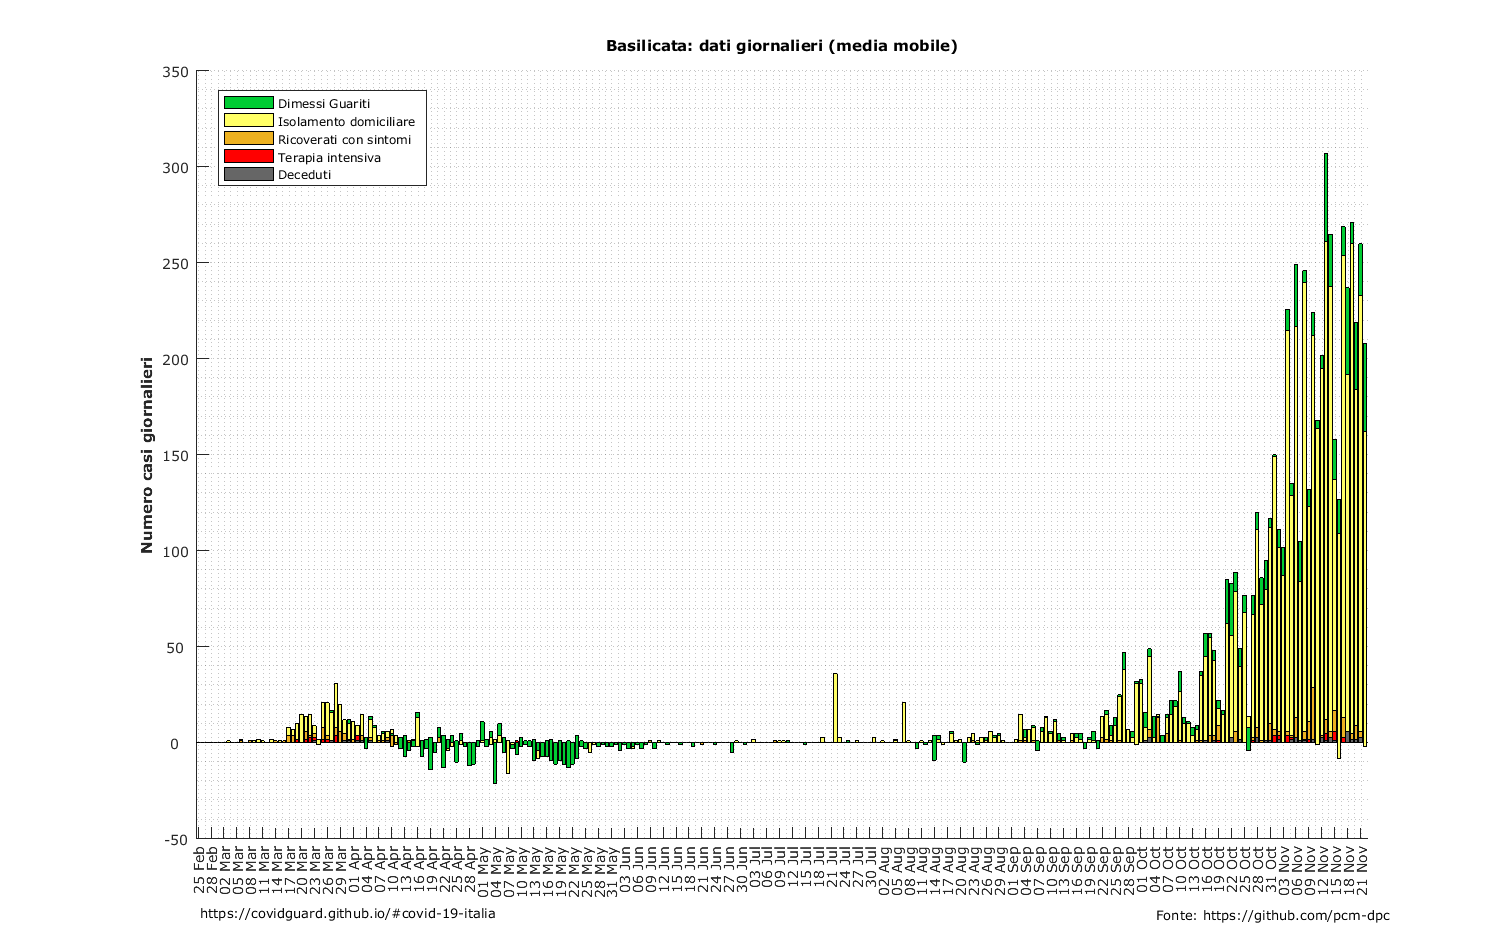 Basilicata: dati giornalieri (media mobile)
350
300
250
200
150
100
50
0
-50
Numero casi giornalieri
Dimessi Guariti
Isolamento domiciliare
Ricoverati con sintomi
Terapia intensiva
Deceduti
25 Feb
28 Feb
02 Mar
05 Mar
08 Mar
11 Mar
14 Mar
17 Mar
20 Mar
23 Mar
26 Mar
29 Mar
01 Apr
04 Apr
07 Apr
10 Apr
13 Apr
16 Apr
19 Apr
22 Apr
25 Apr
28 Apr
01 May
04 May
07 May
10 May
13 May
16 May
19 May
22 May
25 May
28 May
31 May
03 Jun
06 Jun
09 Jun
12 Jun
15 Jun
18 Jun
21 Jun
24 Jun
27 Jun
30 Jun
03 Jul
06 Jul
09 Jul
12 Jul
15 Jul
18 Jul
21 Jul
24 Jul
27 Jul
30 Jul
02 Aug
05 Aug
08 Aug
11 Aug
14 Aug
17 Aug
20 Aug
23 Aug
26 Aug
29 Aug
01 Sep
04 Sep
07 Sep
10 Sep
13 Sep
16 Sep
19 Sep
22 Sep
25 Sep
28 Sep
01 Oct
04 Oct
07 Oct
10 Oct
13 Oct
16 Oct
19 Oct
22 Oct
25 Oct
28 Oct
31 Oct
03 Nov
06 Nov
09 Nov
12 Nov
15 Nov
18 Nov
21 Nov
https://covidguard.github.io/#covid-19-italia
Fonte: https://github.com/pcm-dpc